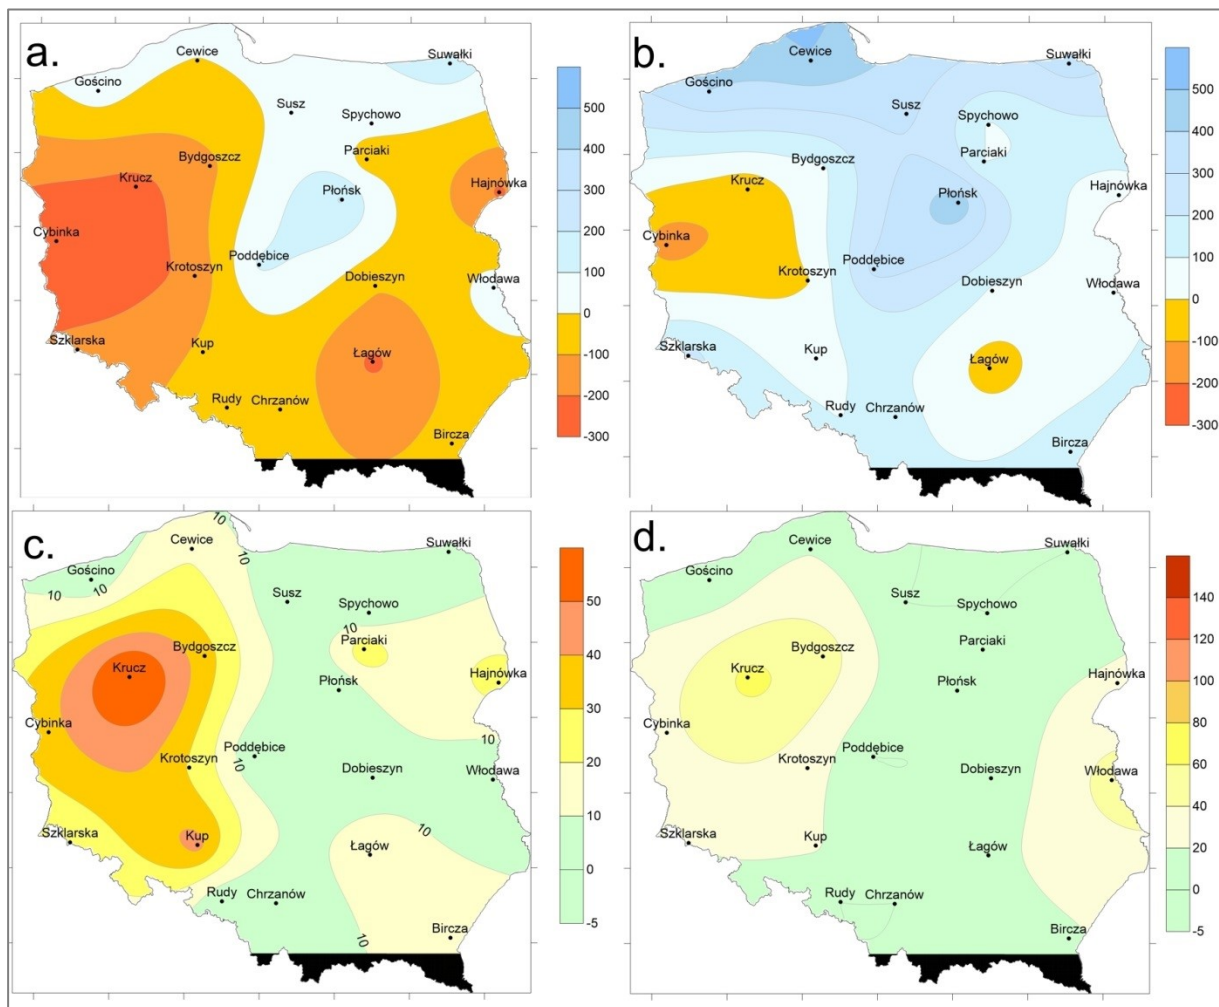 a.
Cewice
Suwałki
Gościno
Susz
Spychowo
Parciaki
Bydgoszcz
Krucz
Hajnówka
Płońsk
Cybinka
Poddębice
Krotoszyn
Dobieszyn
Włodawa
Szklarska
Kup
Łagów
Rudy
Chrzanów
Bircza
500
400
300
200
100
0
-100
-200
-300
b.
Cewice
Suwałki
Gościno
Susz
Spychowo
Parciaki
Bydgoszcz
Krucz
Hajnówka
Płońsk
Cybinka
Poddębice
Krotoszyn
Dobieszyn
Włodawa
Szklarska
Kup
Łagów
Rudy
Chrzanów
Bircza
500
400
300
200
100
0
-100
-200
-300
c.
10
Cewice
10
Suwałki
Gościno
10
10
Susz
Spychowo
10
Parciaki
Bydgoszcz
Krucz
Hajnówka
Płońsk
Cybinka
10
Poddębice
10
Krotoszyn
Dobieszyn
Włodawa
Szklarska
Kup
10
Łagów
Rudy
Chrzanów
Bircza
10
50
40
30
20
10
0
-5
d.
Cewice
Suwałki
Gościno
Susz
Spychowo
Parciaki
Bydgoszcz
Krucz
Hajnówka
Płońsk
Cybinka
Poddębice
Krotoszyn
Dobieszyn
Włodawa
Szklarska
Kup
Łagów
Rudy
Chrzanów
Bircza
140
120
100
80
60
40
20
0
-5